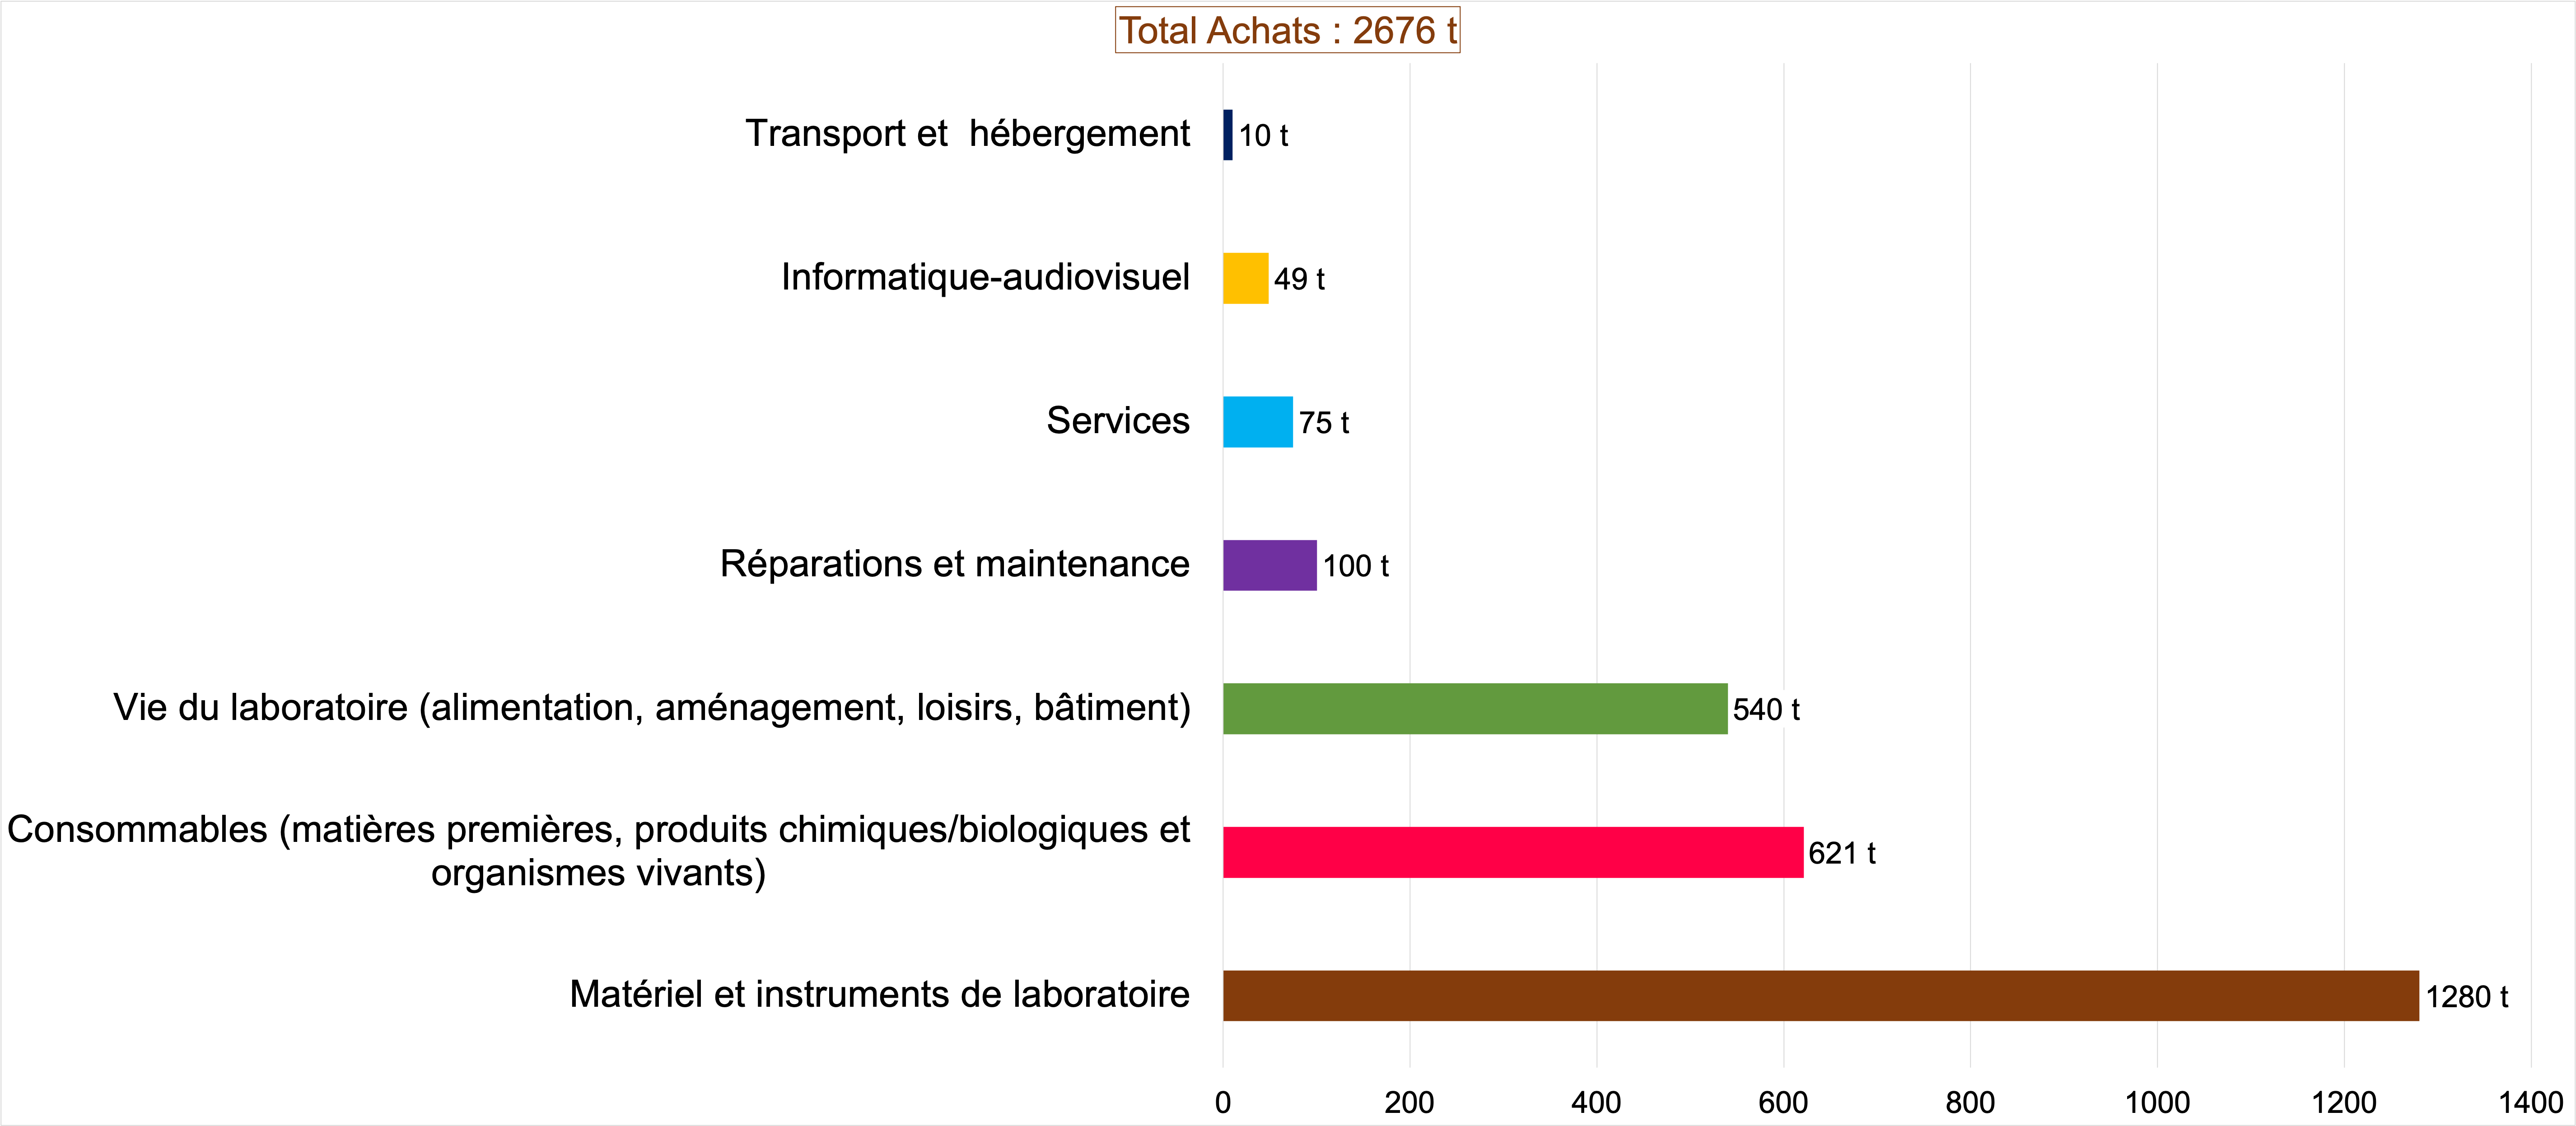 Total Achats : 2676 t
Transport et  hébergement
10 t
Informatique-audiovisuel
49 t
Services
75 t
Réparations et maintenance
100 t
Vie du laboratoire (alimentation, aménagement, loisirs, bâtiment)
540 t
Consommables (matières premières, produits chimiques/biologiques et
organismes vivants)
621 t
Matériel et instruments de laboratoire
1280 t
0 200 400 600 800 1000 1200 1400